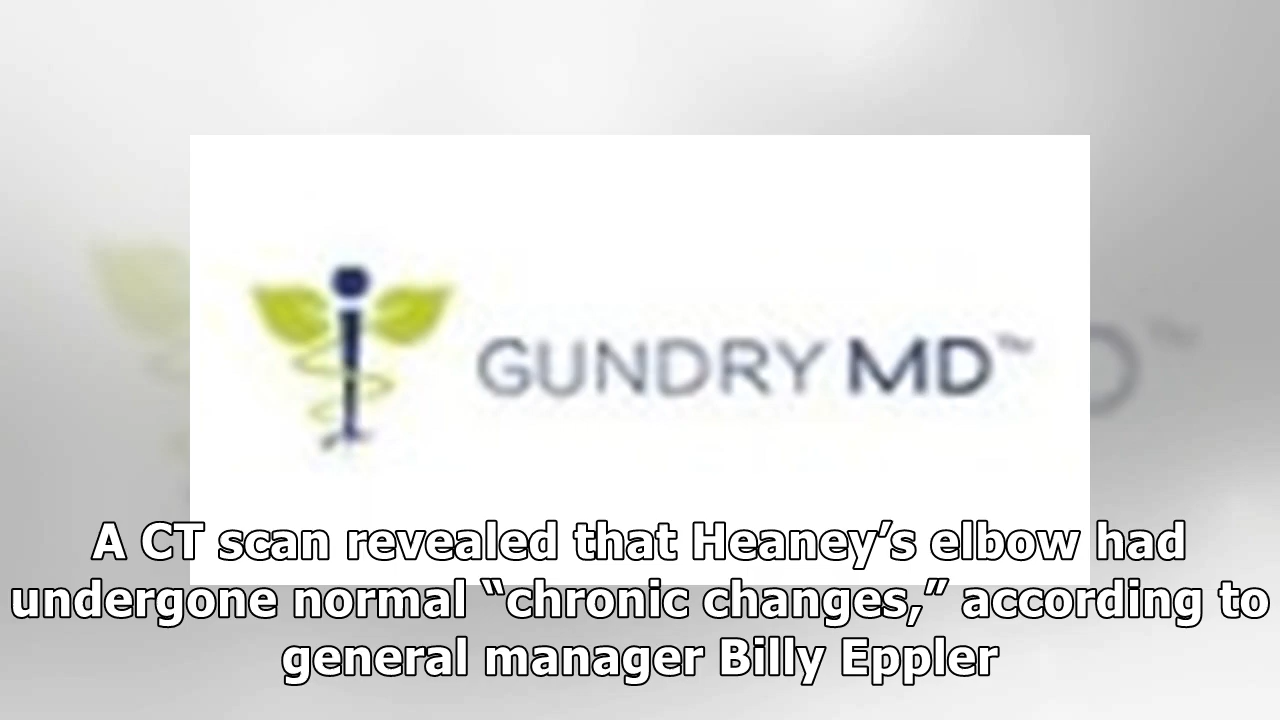 GUNDRY MD™
A CT scan revealed that Heaney’s elbow had
undergone normal “chronic changes,” according to
general manager Billy Eppler